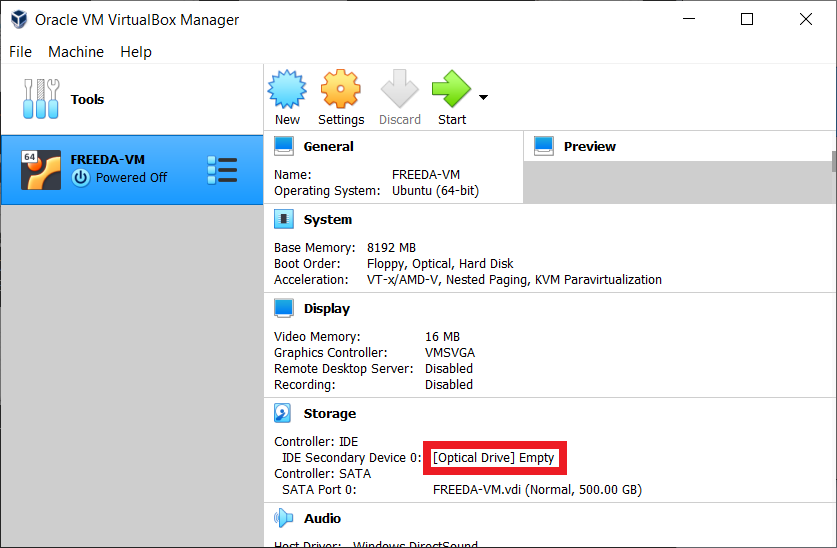 Oracle VM VirtualBox Manager
File Machine Help
Tools
New Settings Discard Start
64
FREEDA-VM
Powered Off
General
Name: FREEDA-VM
Operating System: Ubuntu (64-bit)
Preview
System
Base Memory: 8192 MB
Boot Order: Floppy, Optical, Hard Disk
Acceleration: VT-x/AMD-V, Nested Paging, KVM Paravirtualization
Display
Video Memory: 16 MB
Graphics Controller: VMSVGA
Remote Desktop Server: Disabled
Recording: Disabled
Storage
Controller: IDE
IDE Secondary Device 0: [Optical Drive] Empty
Controller: SATA
SATA Port 0: FREEDA-VM.vdi (Normal, 500.00 GB)
Audio
Host Driver: Windows DirectSound